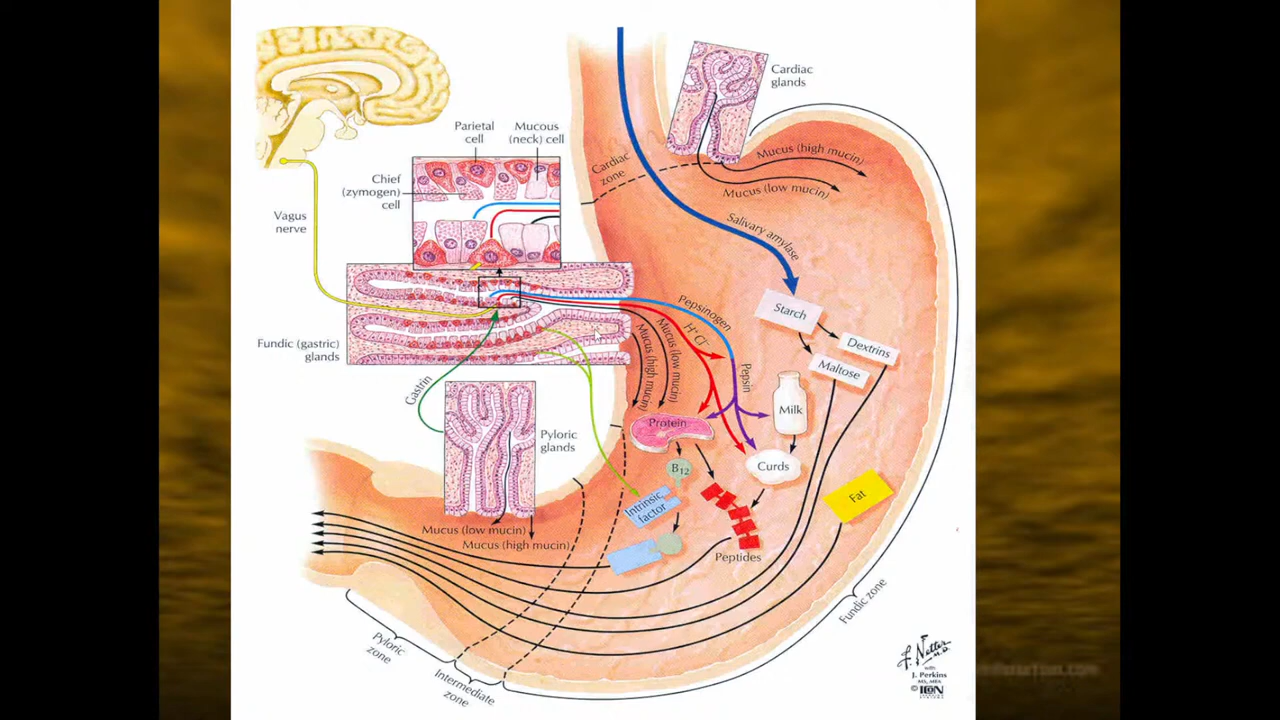 Cardiac
glands
Parietal
cell
Mucous
(neck) cell
Cardiac
zone
Mucus (high mucin)
Mucus (low mucin)
Chief
(zymogen)
cell
Vagus
nerve
Salivary amylase
Starch
Dextrins
Maltose
Pepsinogen
H+ Cl-
Pepsin
Mucus (low mucin)
Mucus (high mucin)
Fundic (gastric)
glands
Gastrin
Milk
Protein
Pyloric
glands
B12
Curds
Fat
Intrinsic
factor
Mucus (low mucin)
Mucus (high mucin)
Peptides
Fundic zone
Pyloric
zone
Intermediate
zone
F. Netter
M.D.
with
J. Perkins
MS, MFA
© ICON